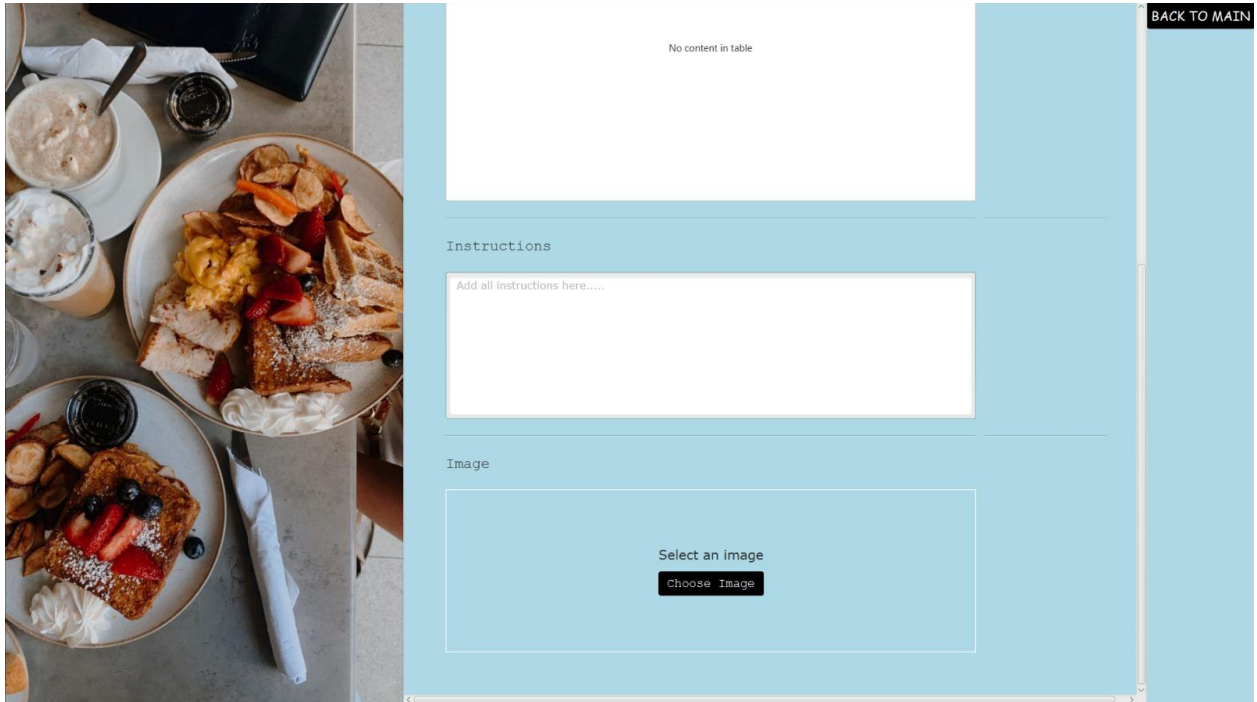 BACK TO MAIN
No content in table
Instructions
Add all instructions here.....
Image
Select an image
Choose Image